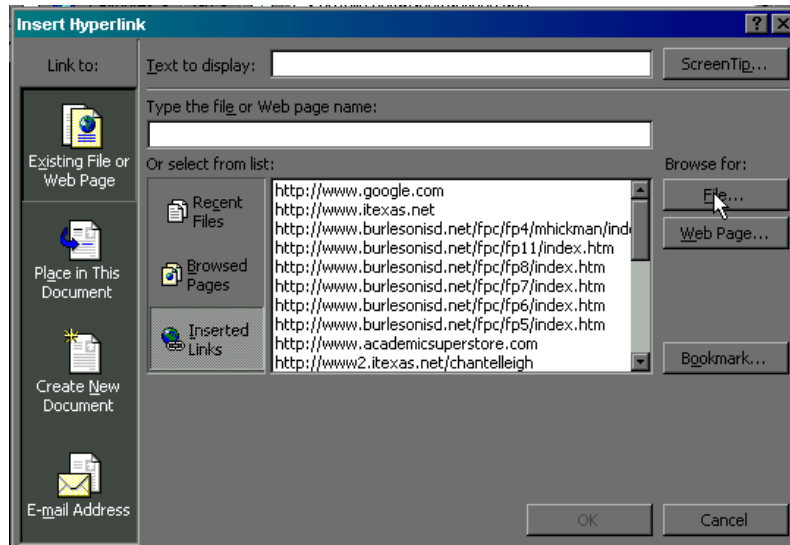 Insert Hyperlink
Link to:
Text to display:
ScreenTip...
Type the file or Web page name:
Existing File or
Web Page
Or select from list:
Browse for:
Recent
Files
http://www.google.com
http://www.itexas.net
http://www.burlesonisd.net/fpc/fp4/mhickman/inde
http://www.burlesonisd.net/fpc/fp11/index.htm
http://www.burlesonisd.net/fpc/fp8/index.htm
http://www.burlesonisd.net/fpc/fp7/index.htm
http://www.burlesonisd.net/fpc/fp6/index.htm
http://www.burlesonisd.net/fpc/fp5/index.htm
http://www.academicsuperstore.com
http://www2.itexas.net/chantelleigh
File...
Web Page...
Place in This
Document
Browsed
Pages
Inserted
Links
Bookmark...
Create New
Document
E-mail Address
OK
Cancel